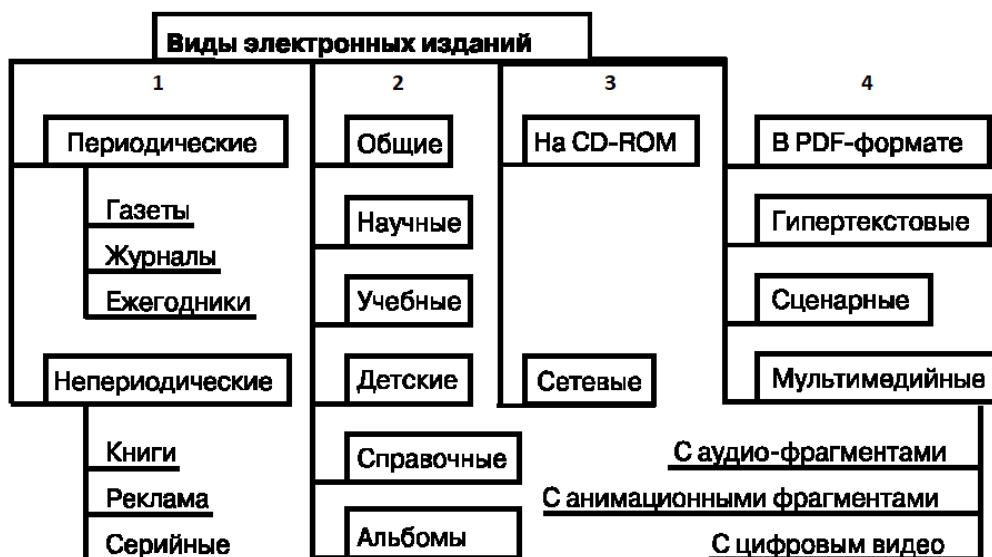 Виды электронных изданий
1
2
3
4
Периодические
Газеты
Журналы
Ежегодники
Непериодические
Книги
Реклама
Серийные
Общие
Научные
Учебные
Детские
Справочные
Альбомы
На CD-ROM
Сетевые
В PDF-формате
Гипертекстовые
Сценарные
Мультимедийные
С аудио-фрагментами
С анимационными фрагментами
С цифровым видео